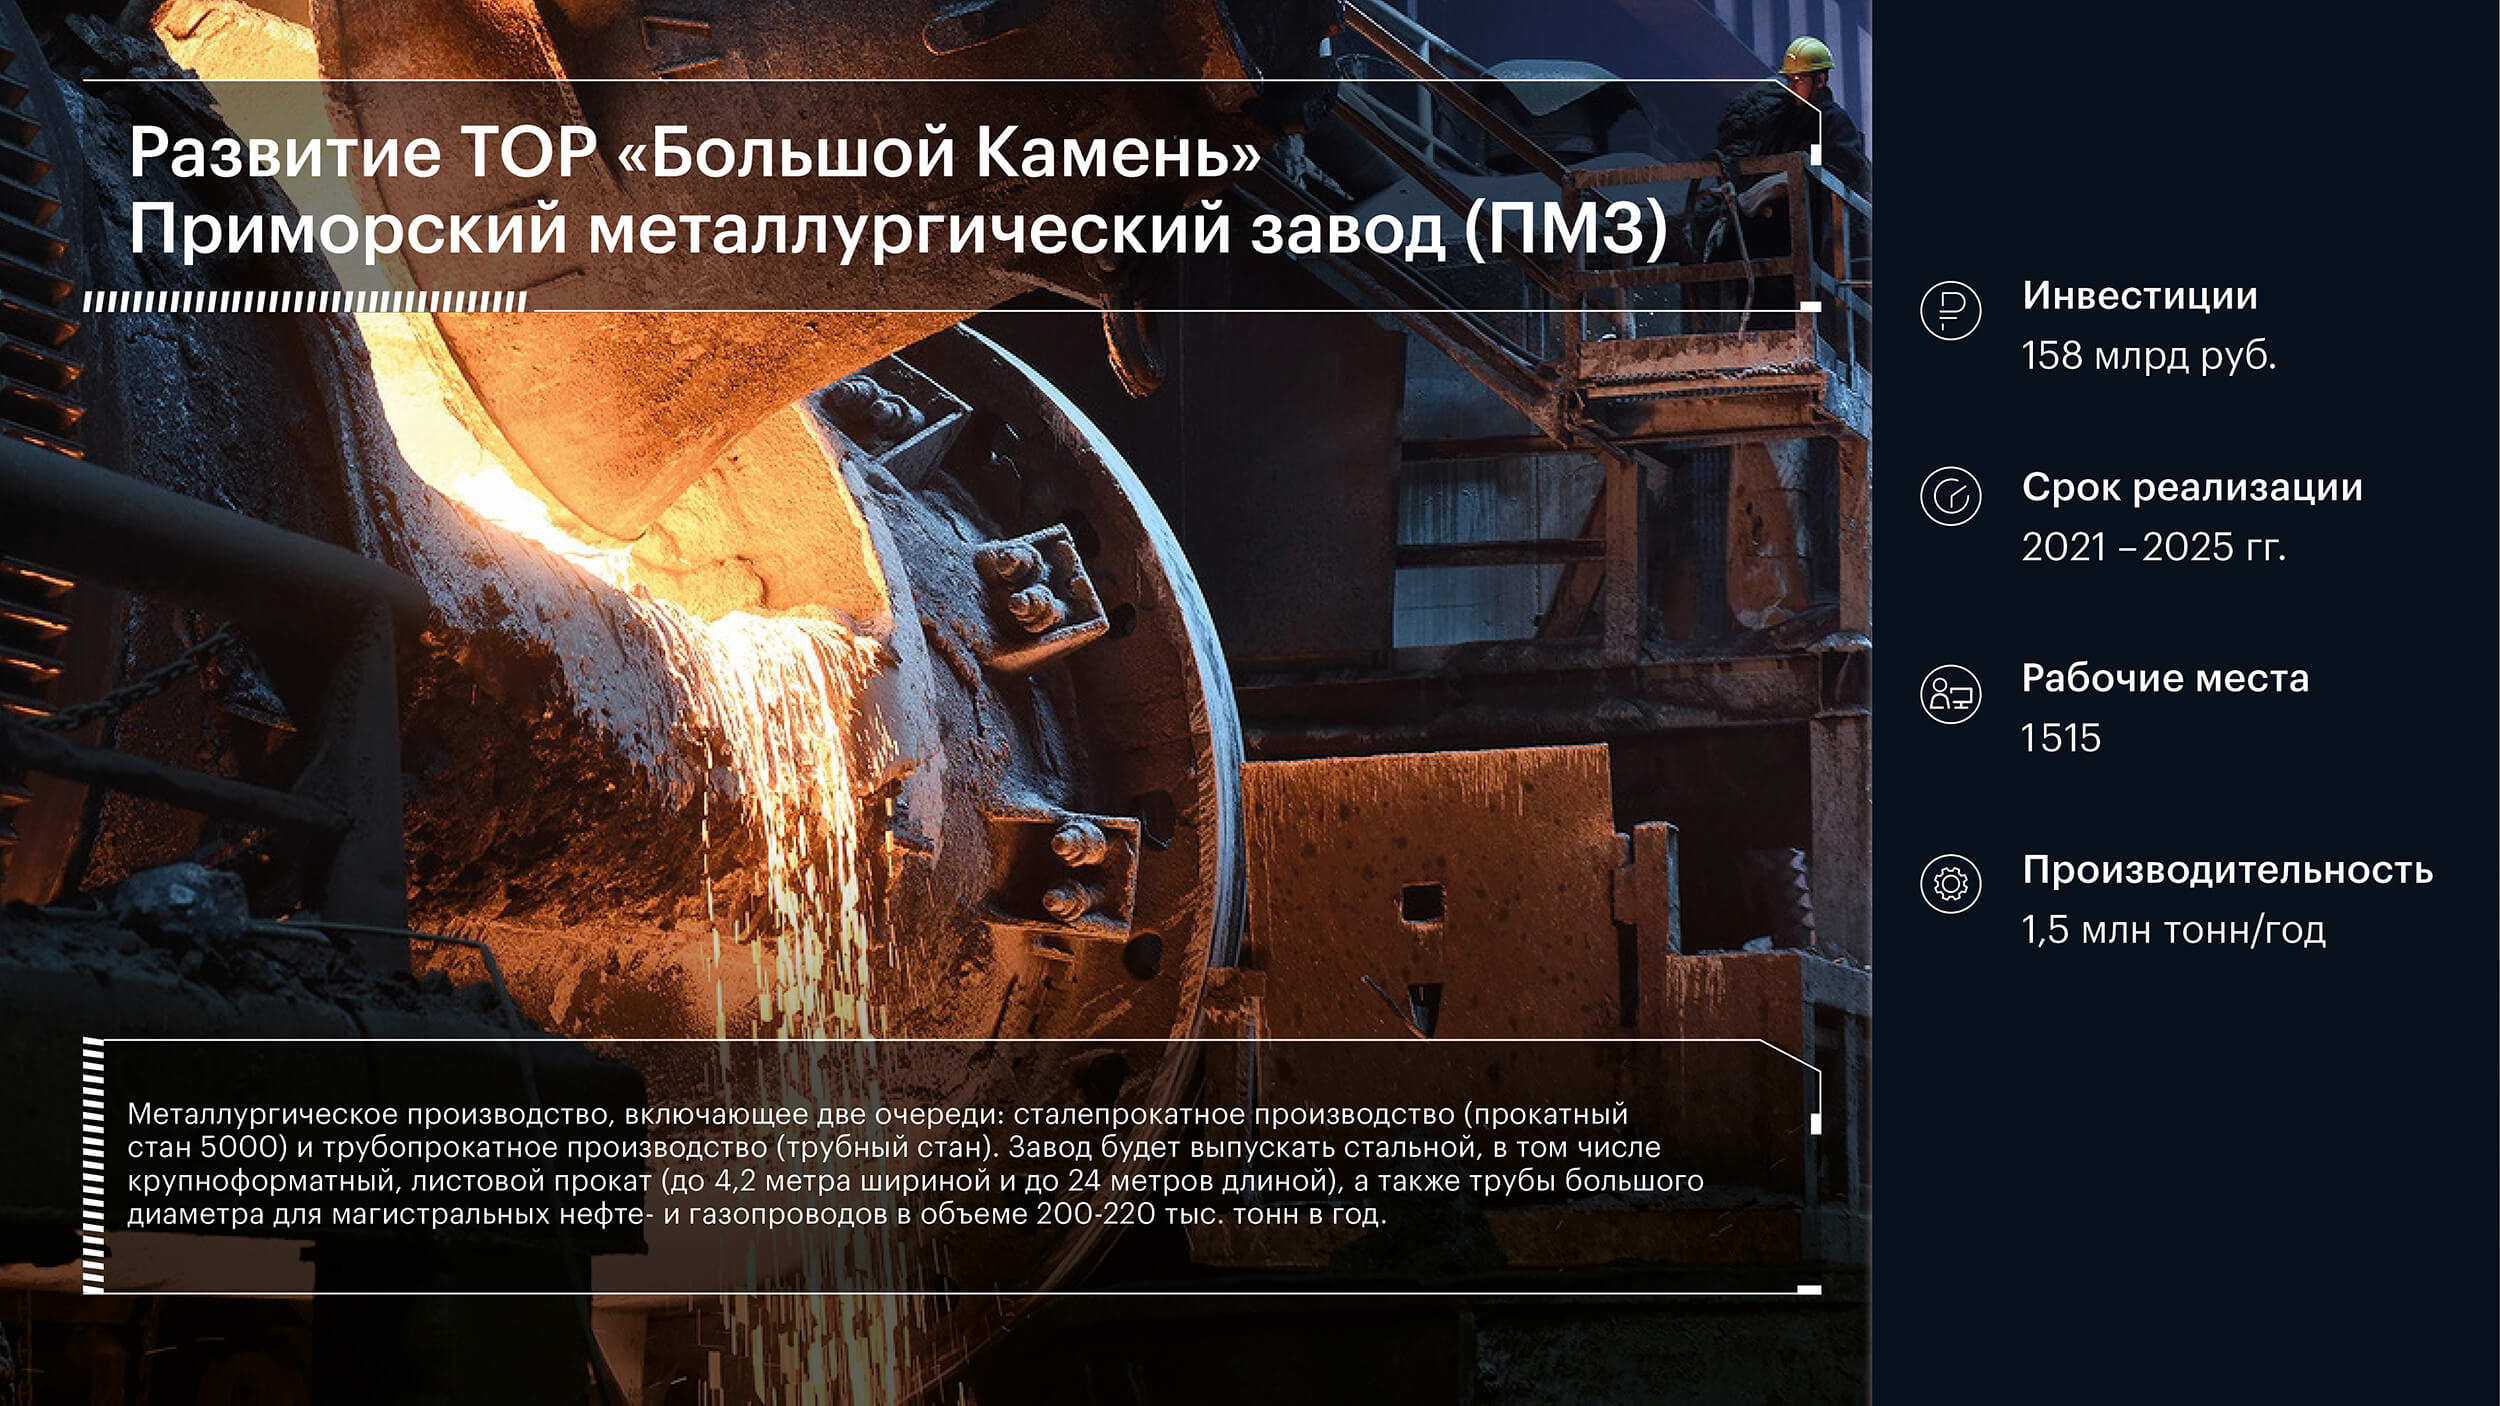 Развитие ТОР «Большой Камень»
Приморский металлургический завод (ПМЗ)
Инвестиции
158 млрд руб.
Срок реализации
2021 – 2025 гг.
Рабочие места
1 515
Производительность
1,5 млн тонн/год
Металлургическое производство, включающее две очереди: сталепрокатное производство (прокатный
стан 5000) и трубопрокатное производство (трубный стан). Завод будет выпускать стальной, в том числе
крупноформатный, листовой прокат (до 4,2 метра шириной и до 24 метров длиной), а также трубы большого
диаметра для магистральных нефте- и газопроводов в объеме 200-220 тыс. тонн в год.